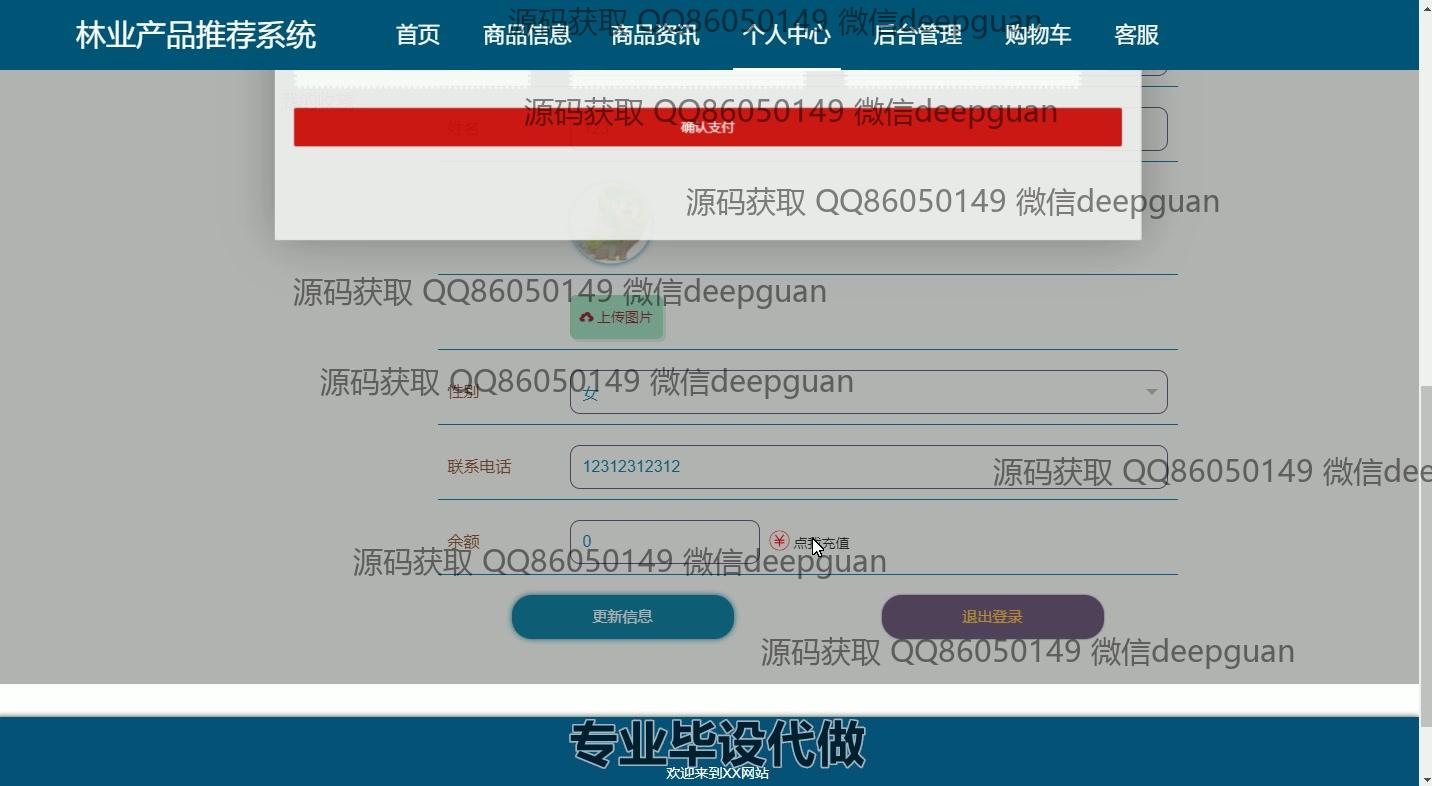 林业产品推荐系统 首页 商品信息 商品资讯 个人中心 后台管理 购物车 客服
源码获取 QQ86050149 微信deepguan
我的收藏
源码获取 QQ86050149 微信deepguan
姓名 123 确认支付
源码获取 QQ86050149 微信deepguan
源码获取 QQ86050149 微信deepguan
上传图片
源码获取 QQ86050149 微信deepguan
性别 女
联系电话 12312312312
源码获取 QQ86050149 微信dee
余额 0 ¥ 点我充值
源码获取 QQ86050149 微信deepguan
更新信息 退出登录
源码获取 QQ86050149 微信deepguan
专业毕设代做
欢迎来到XX网站